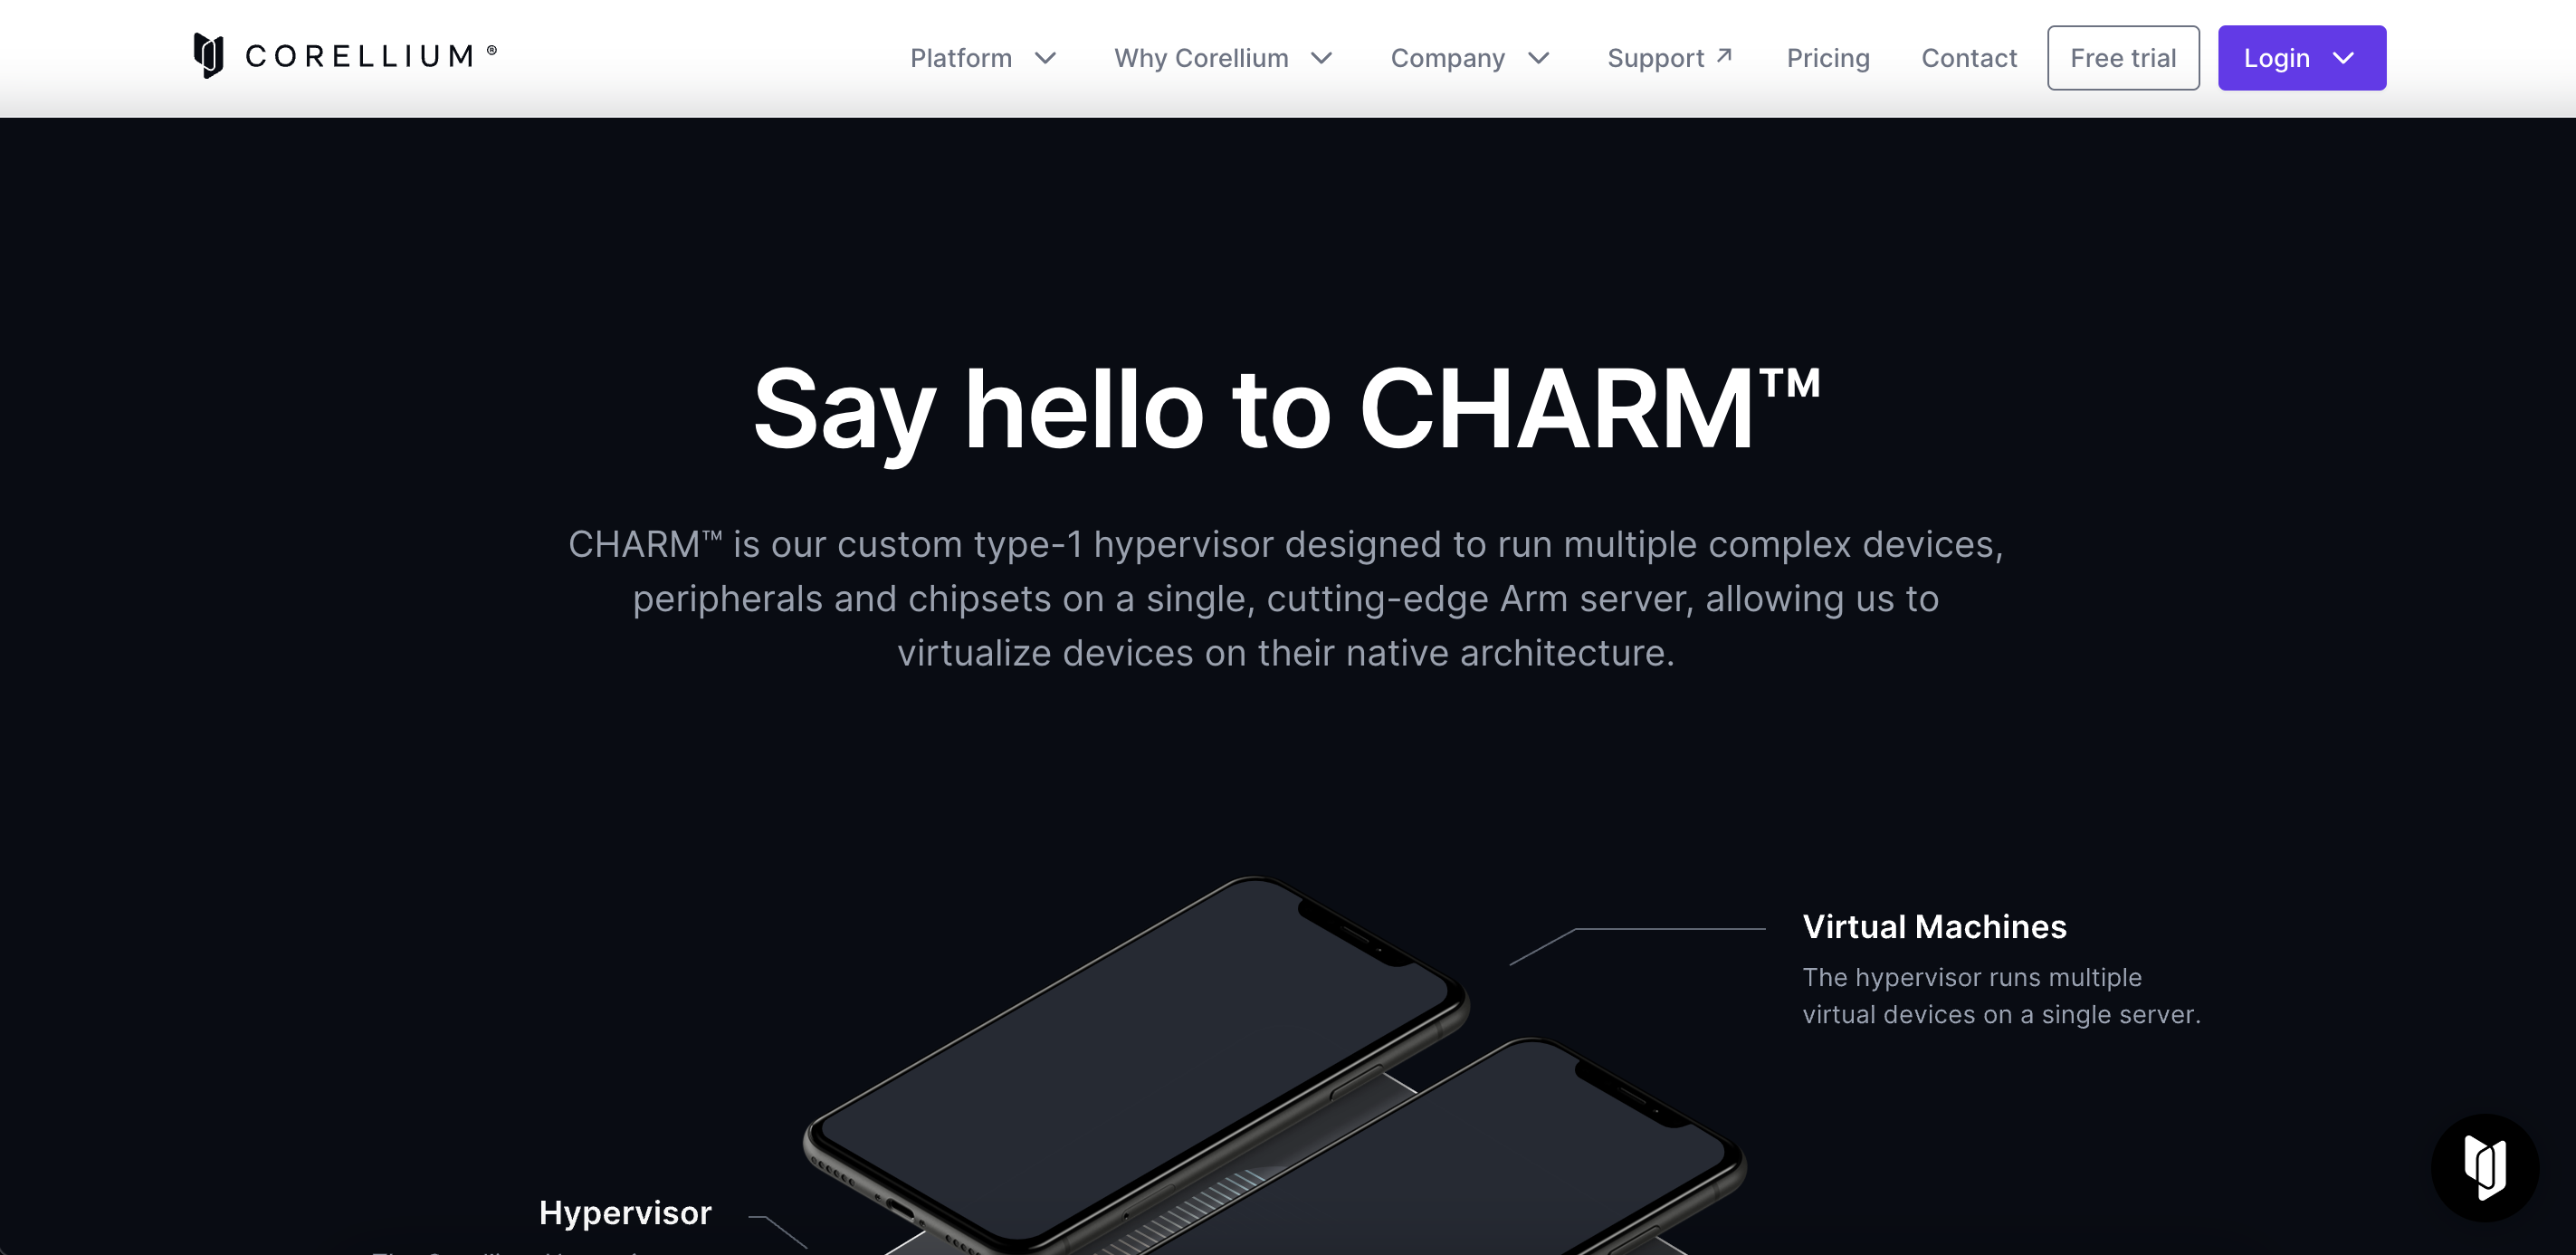 CORELLIUM®
Platform
Why Corellium
Company
Support
Pricing
Contact
Free trial
Login
Say hello to CHARM™
CHARM™ is our custom type-1 hypervisor designed to run multiple complex devices,
peripherals and chipsets on a single, cutting-edge Arm server, allowing us to
virtualize devices on their native architecture.
Virtual Machines
The hypervisor runs multiple
virtual devices on a single server.
Hypervisor